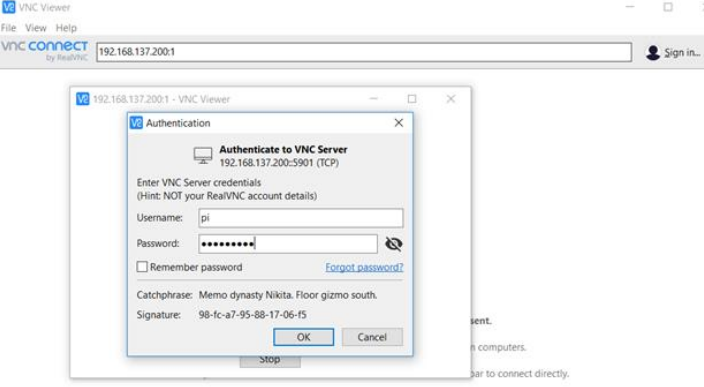 VNC Viewer
File View Help
VNC CONNECT
by RealVNC
192.168.137.200:1
Sign in...
192.168.137.200:1 - VNC Viewer
Authentication
Authenticate to VNC Server
192.168.137.200::5901 (TCP)
Enter VNC Server credentials
(Hint: NOT your RealVNC account details)
Username: pi
Password: •••••••••
Remember password Forgot password?
Catchphrase: Memo dynasty Nikita. Floor gizmo south.
Signature: 98-fc-a7-95-88-17-06-f5
OK Cancel
Stop
computers.
to connect directly.